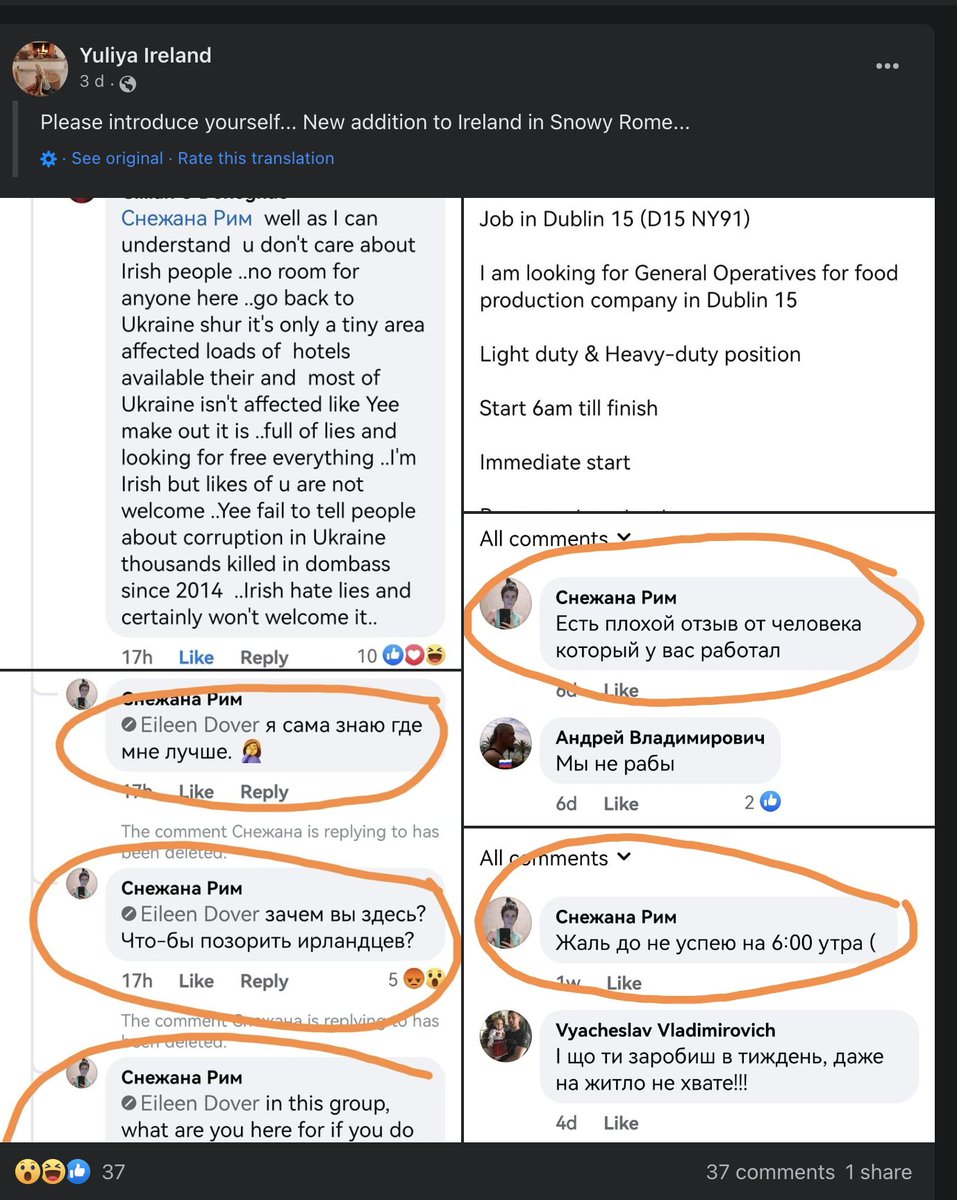 Yuliya Ireland
3 d ·
Please introduce yourself... New addition to Ireland in Snowy Rome...
· See original · Rate this translation
Снежана Рим well as I can
understand u don't care about
Irish people ..no room for
anyone here ..go back to
Ukraine shur it's only a tiny area
affected loads of hotels
available their and most of
Ukraine isn't affected like Yee
make out it is ..full of lies and
looking for free everything ..I'm
Irish but likes of u are not
welcome ..Yee fail to tell people
about corruption in Ukraine
thousands killed in dombass
since 2014 ..Irish hate lies and
certainly won't welcome it..
17h Like Reply 10
Снежана Рим
Eileen Dover я сама знаю где
мне лучше.
17h Like Reply
The comment Снежана is replying to has
been deleted.
Снежана Рим
Eileen Dover зачем вы здесь?
Что-бы позорить ирландцев?
17h Like Reply 5
The comment Снежана is replying to has
been deleted.
Снежана Рим
Eileen Dover in this group,
what are you here for if you do
Job in Dublin 15 (D15 NY91)
I am looking for General Operatives for food
production company in Dublin 15
Light duty & Heavy-duty position
Start 6am till finish
Immediate start
All comments
Снежана Рим
Есть плохой отзыв от человека
который у вас работал
6d Like
Андрей Владимирович
Мы не рабы
6d Like 2
All comments
Снежана Рим
Жаль до не успею на 6:00 утра (
1w Like
Vyacheslav Vladimirovich
І що ти заробиш в тиждень, даже
на житло не хвате!!!
4d Like
37
37 comments 1 share